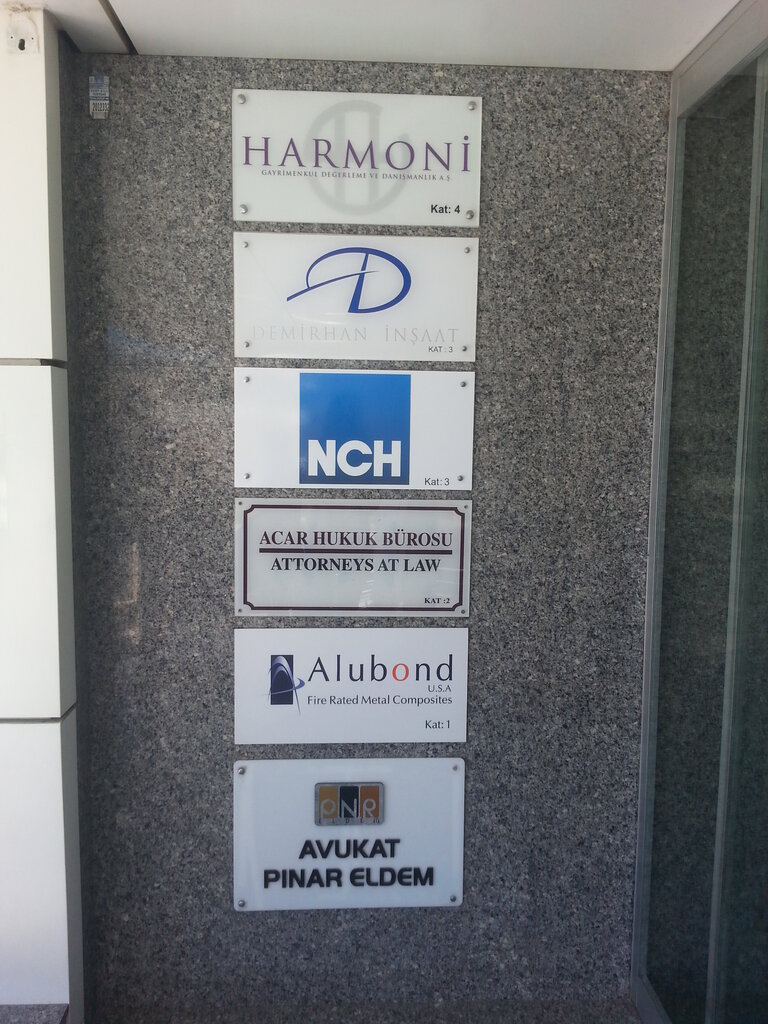 HARMONİ
GAYRİMENKUL DEĞERLEME VE DANIŞMANLIK A.Ş
Kat: 4
D
DEMİRHAN İNŞAAT
KAT : 3
NCH
Kat: 3
ACAR HUKUK BÜROSU
ATTORNEYS AT LAW
KAT :2
Alubond
U.S.A
Fire Rated Metal Composites
Kat: 1
PNR
AVUKAT
PINAR ELDEM